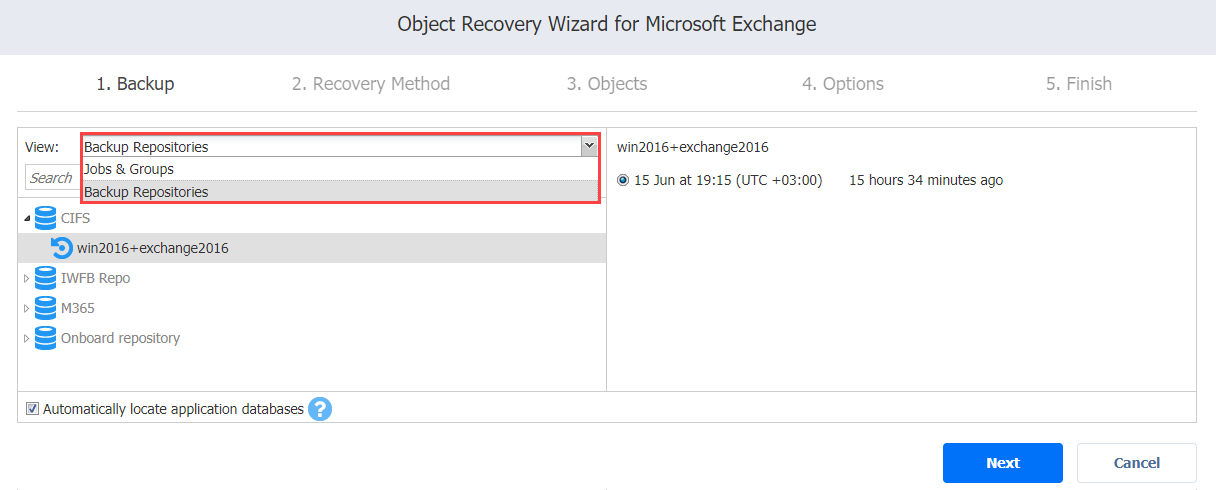 Object Recovery Wizard for Microsoft Exchange
1. Backup 2. Recovery Method 3. Objects 4. Options 5. Finish
View: Backup Repositories
Jobs & Groups
Search
Backup Repositories
CIFS
win2016+exchange2016
IWFB Repo
M365
Onboard repository
win2016+exchange2016
15 Jun at 19:15 (UTC +03:00) 15 hours 34 minutes ago
Automatically locate application databases ?
Next Cancel